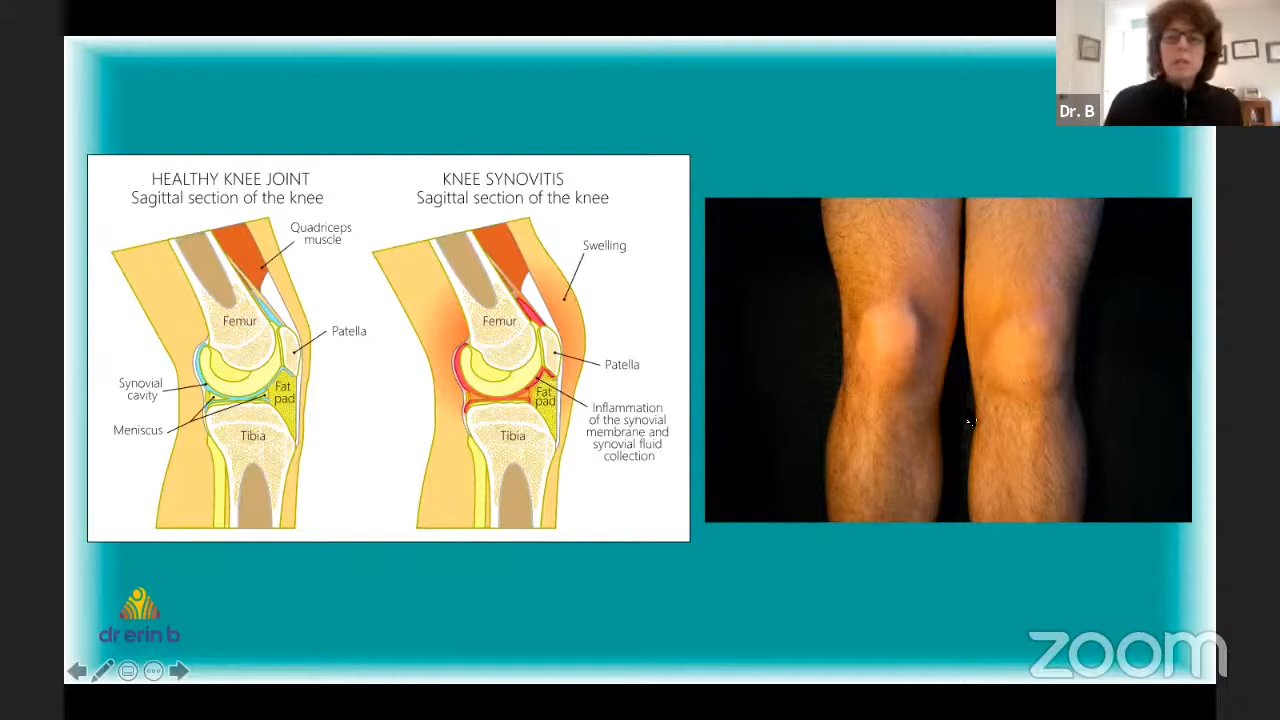 Dr. B
HEALTHY KNEE JOINT
Sagittal section of the knee
Quadriceps
muscle
Femur
Patella
Synovial
cavity
Fat
pad
Meniscus
Tibia
KNEE SYNOVITIS
Sagittal section of the knee
Swelling
Femur
Patella
Fat
pad
Inflammation
of the synovial
membrane and
synovial fluid
collection
Tibia
dr erin b
zoom